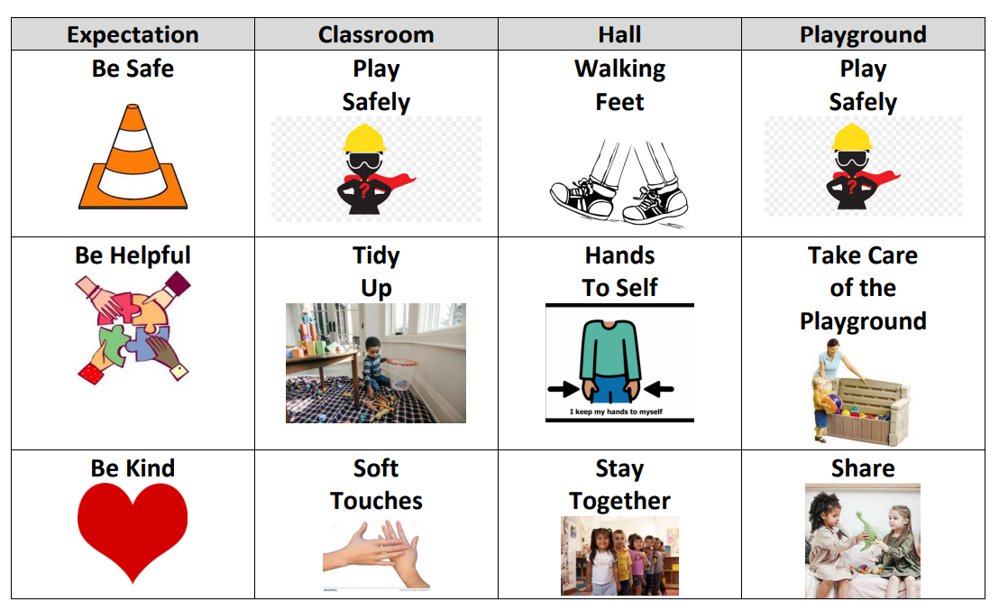 Expectation Classroom Hall Playground
Be Safe
Play
Safely
Walking
Feet
Play
Safely
?
?
Be Helpful
Tidy
Up
Hands
To Self
I keep my hands to myself
Take Care
of the
Playground
Be Kind
Soft
Touches
Stay
Together
Share